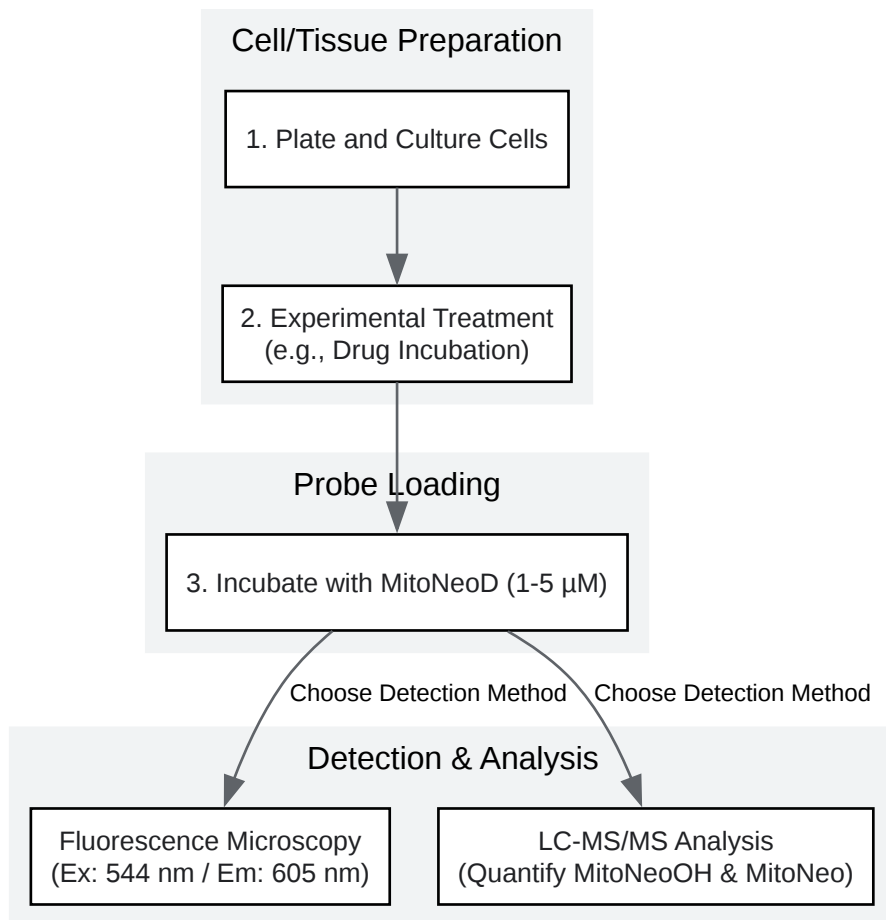 Cell/Tissue Preparation
1. Plate and Culture Cells
2. Experimental Treatment
(e.g., Drug Incubation)
Probe Loading
3. Incubate with MitoNeoD (1-5 µM)
Choose Detection Method
Choose Detection Method
Detection & Analysis
Fluorescence Microscopy
(Ex: 544 nm / Em: 605 nm)
LC-MS/MS Analysis
(Quantify MitoNeoOH & MitoNeo)